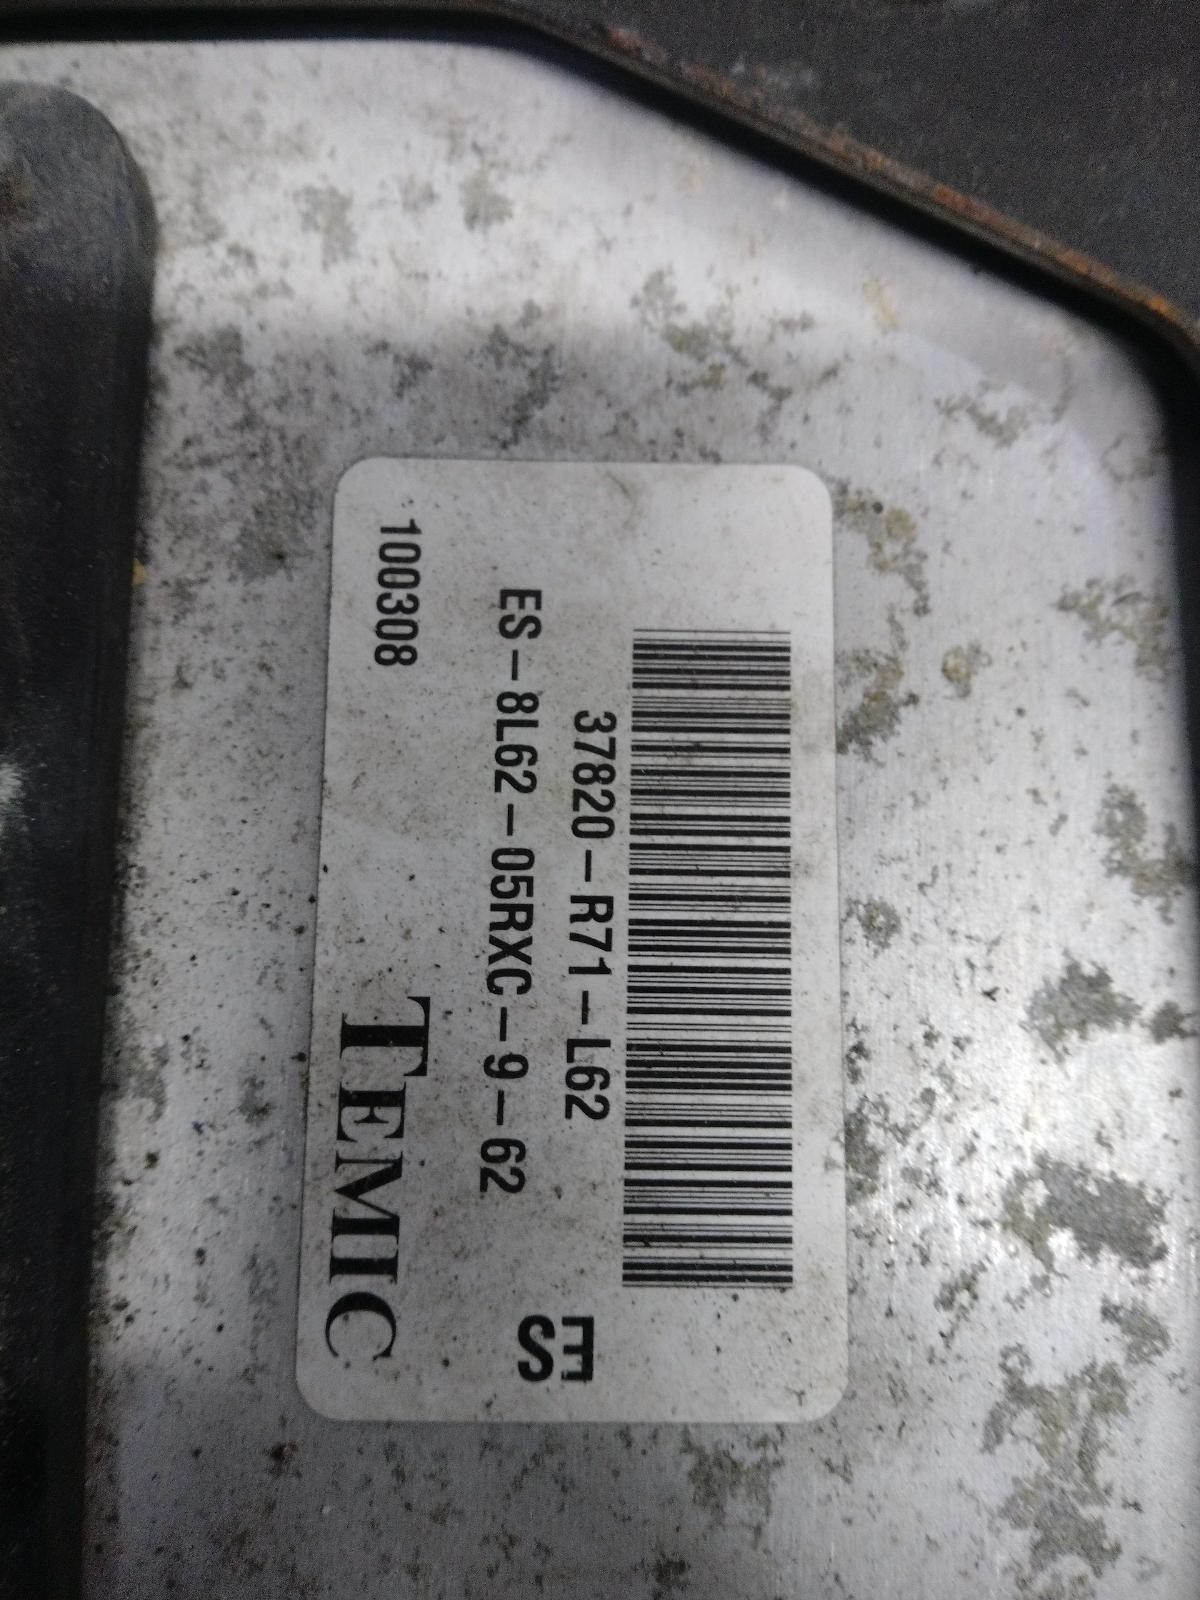 37820-R71-L62
ES-8L62-05RXC-9-62
ES
100308
TEMIC